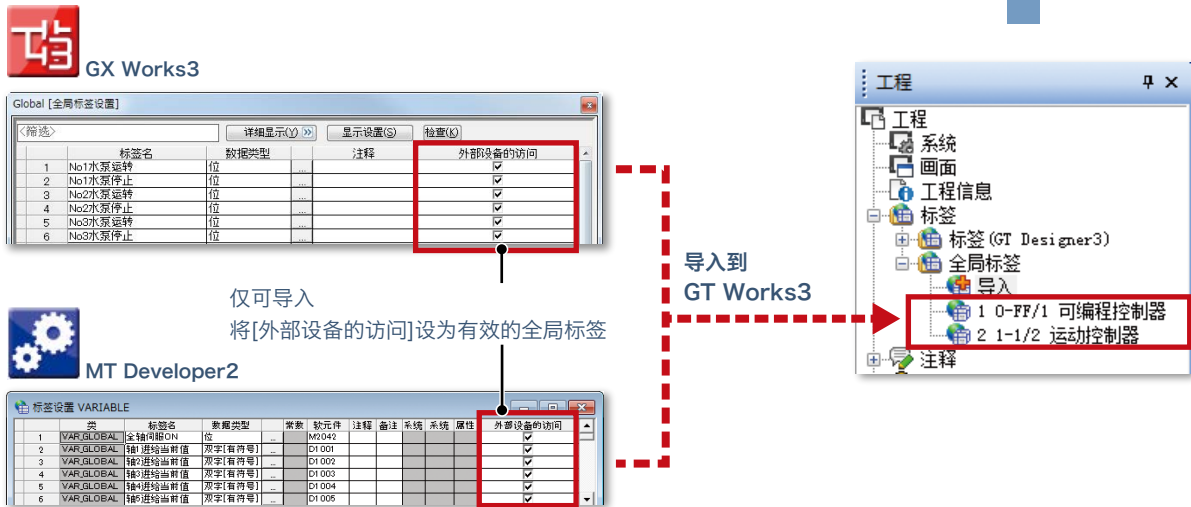 GX Works3
Global [全局标签设置]
<筛选> 详细显示(Y) 显示设置(S) 检查(K)
标签名 数据类型 注释 外部设备的访问
1 No1水泵运转 位 ...
2 No1水泵停止 位 ...
3 No2水泵运转 位 ...
4 No2水泵停止 位 ...
5 No3水泵运转 位 ...
6 No3水泵停止 位 ...
仅可导入
将[外部设备的访问]设为有效的全局标签
MT Developer2
标签设置 VARIABLE
类 标签名 数据类型 常数 软元件 注释 备注 系统 系统 属性 外部设备的访问
1 VAR_GLOBAL 全轴伺服ON 位 ... M2042
2 VAR_GLOBAL 轴1进给当前值 双字[有符号] ... D1001
3 VAR_GLOBAL 轴2进给当前值 双字[有符号] ... D1002
4 VAR_GLOBAL 轴3进给当前值 双字[有符号] ... D1003
5 VAR_GLOBAL 轴4进给当前值 双字[有符号] ... D1004
6 VAR_GLOBAL 轴5进给当前值 双字[有符号] ... D1005
导入到
GT Works3
工程
工程
系统
画面
工程信息
标签
标签(GT Designer3)
全局标签
导入
1 0-FF/1 可编程控制器
2 1-1/2 运动控制器
注释